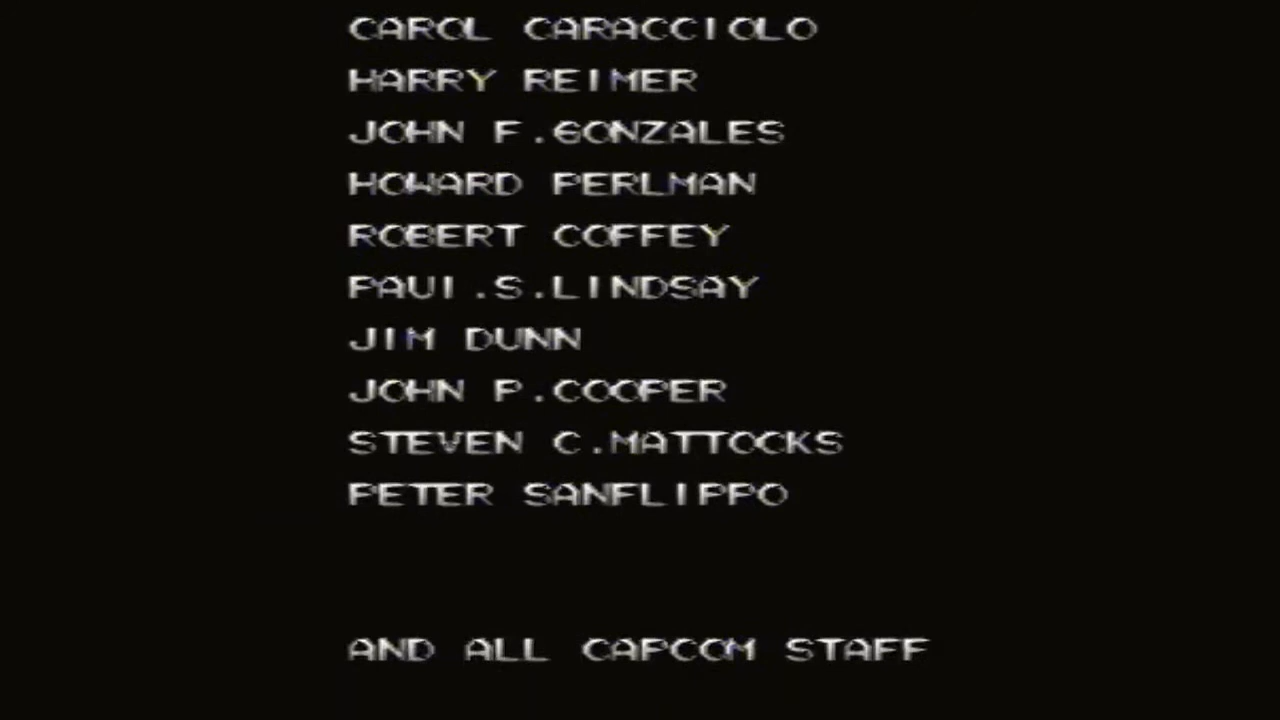 CAROL CARACCIOLO
HARRY REIMER
JOHN F.GONZALES
HOWARD PERLMAN
ROBERT COFFEY
PAUI.S.LINDSAY
JIM DUNN
JOHN P.COOPER
STEVEN C.MATTOCKS
PETER SANFLIPPO
AND ALL CAPCOM STAFF